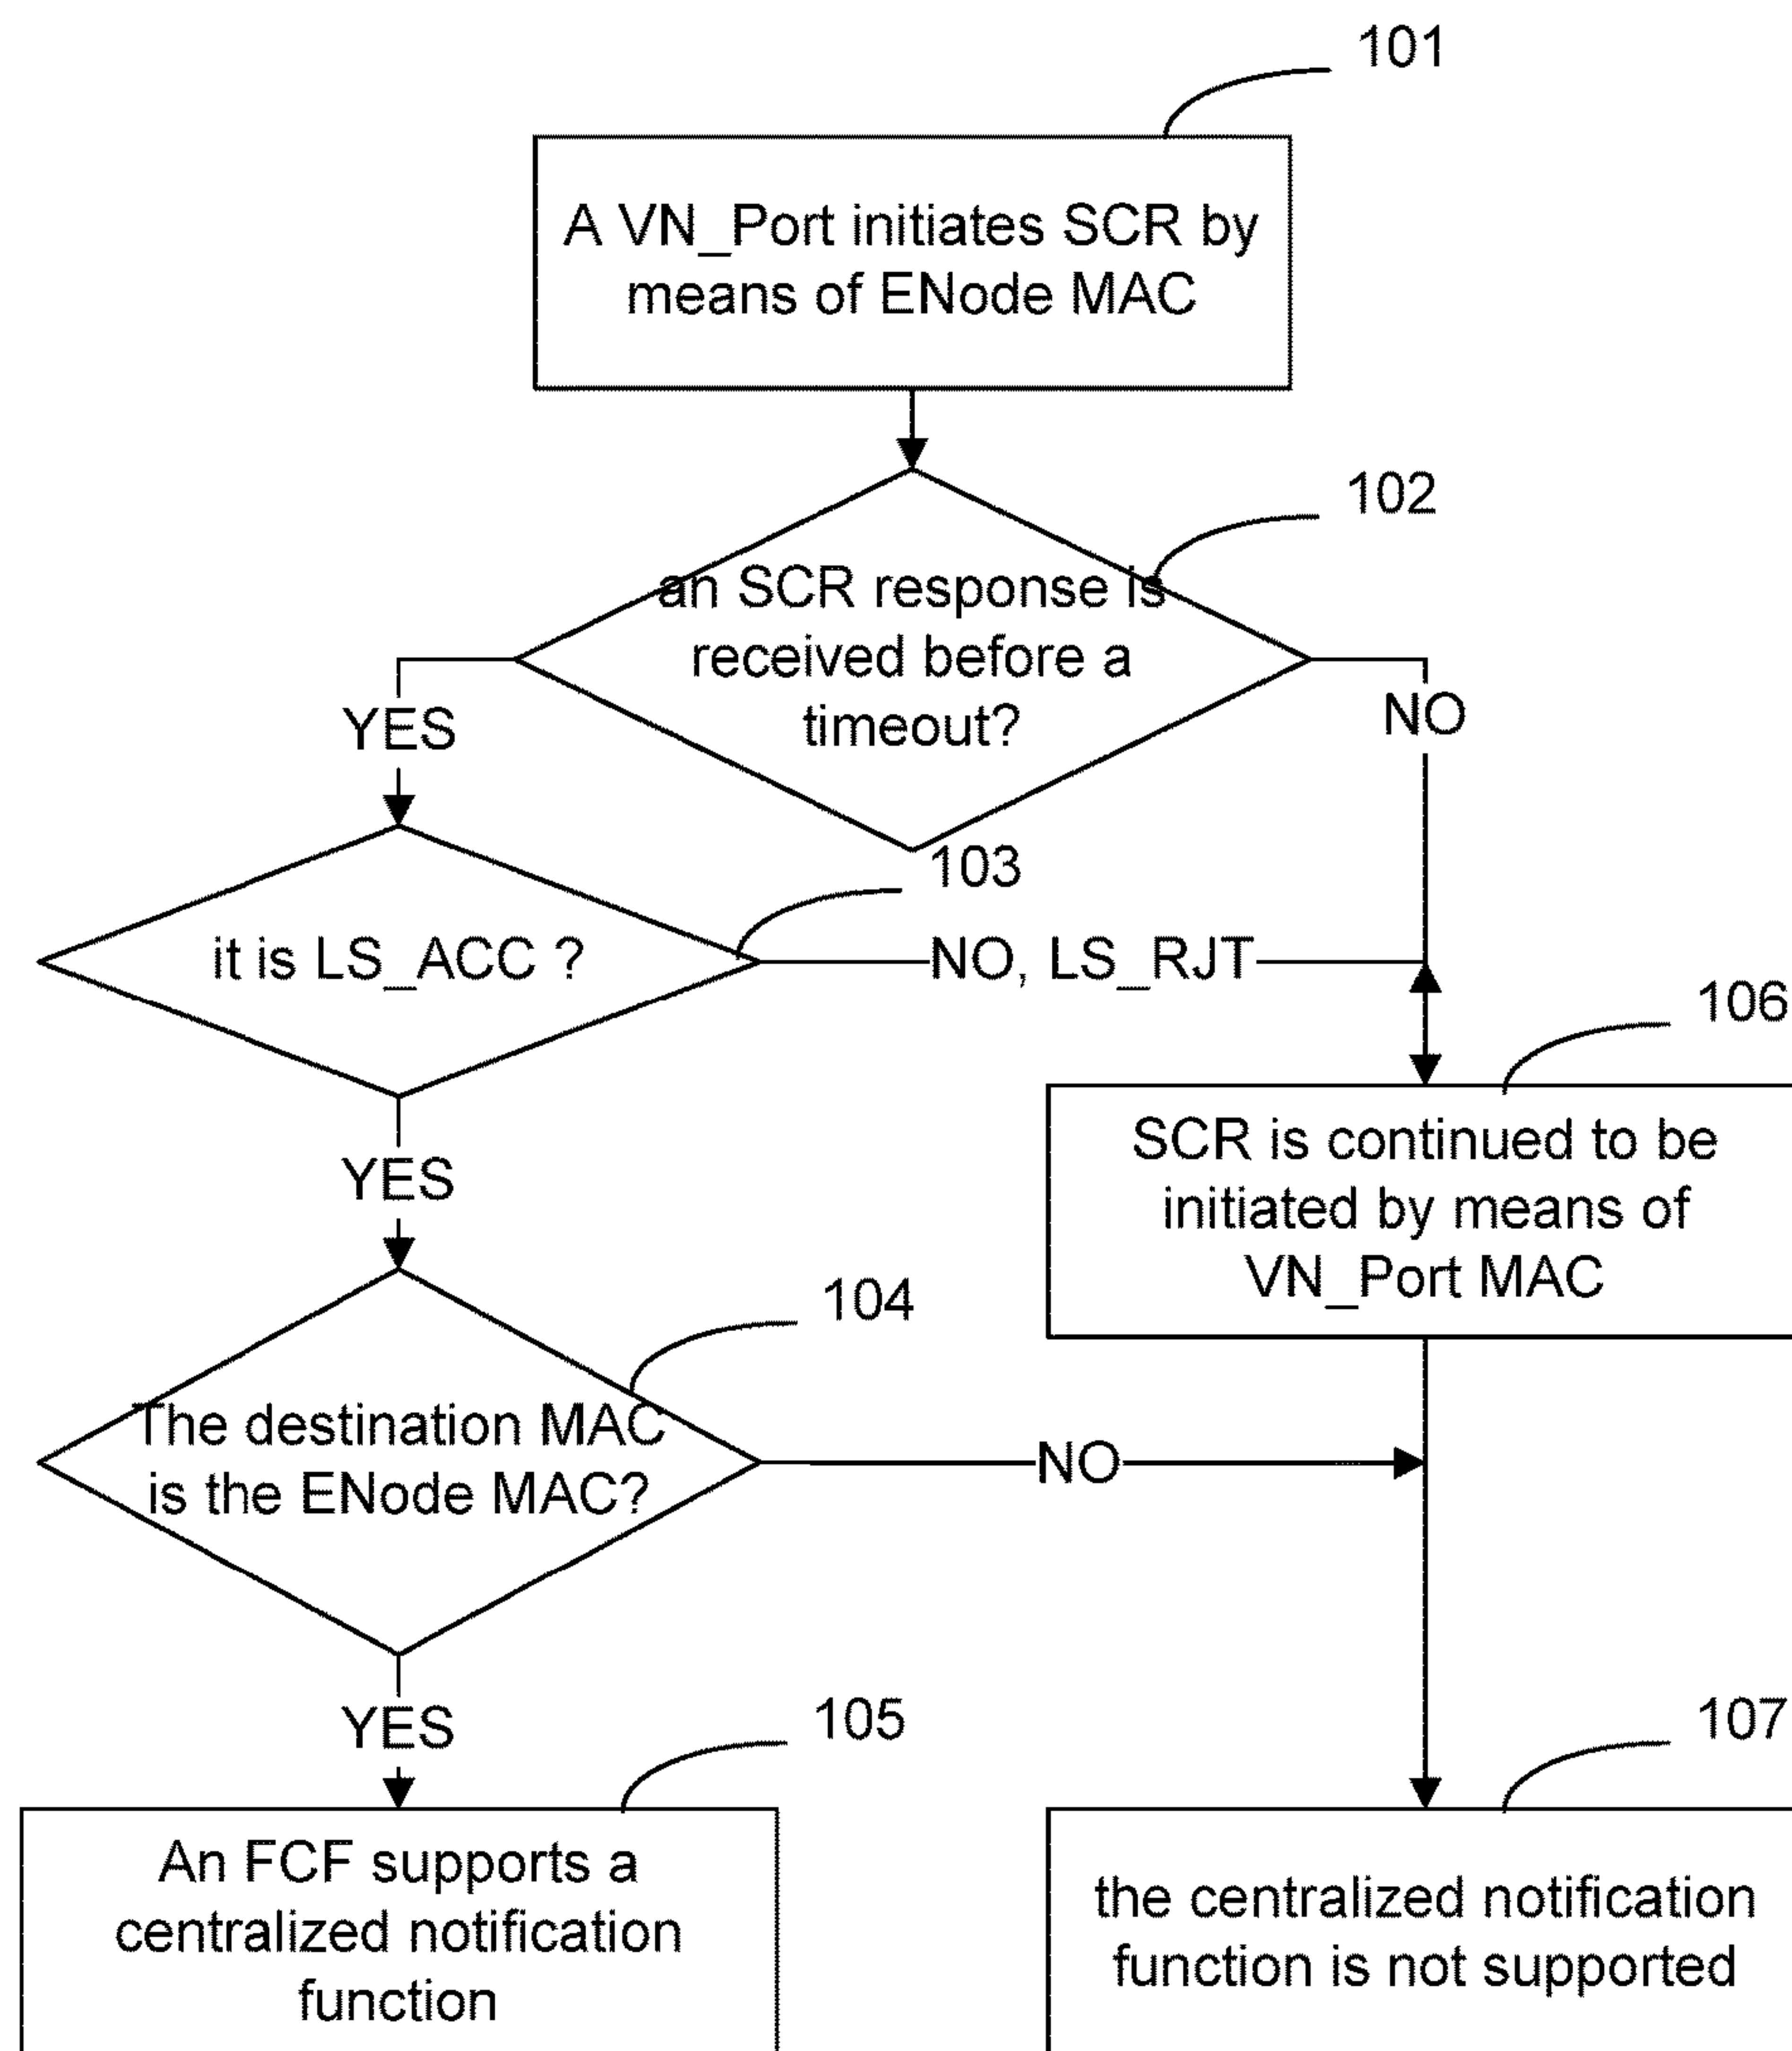 101
A VN_Port initiates SCR by
means of ENode MAC
102
an SCR response is
received before a
timeout?
YES
NO
103
it is LS_ACC ?
NO, LS_RJT
106
SCR is continued to be
initiated by means of
VN_Port MAC
YES
104
The destination MAC
is the ENode MAC?
NO
YES
105
107
An FCF supports a
centralized notification
function
the centralized notification
function is not supported